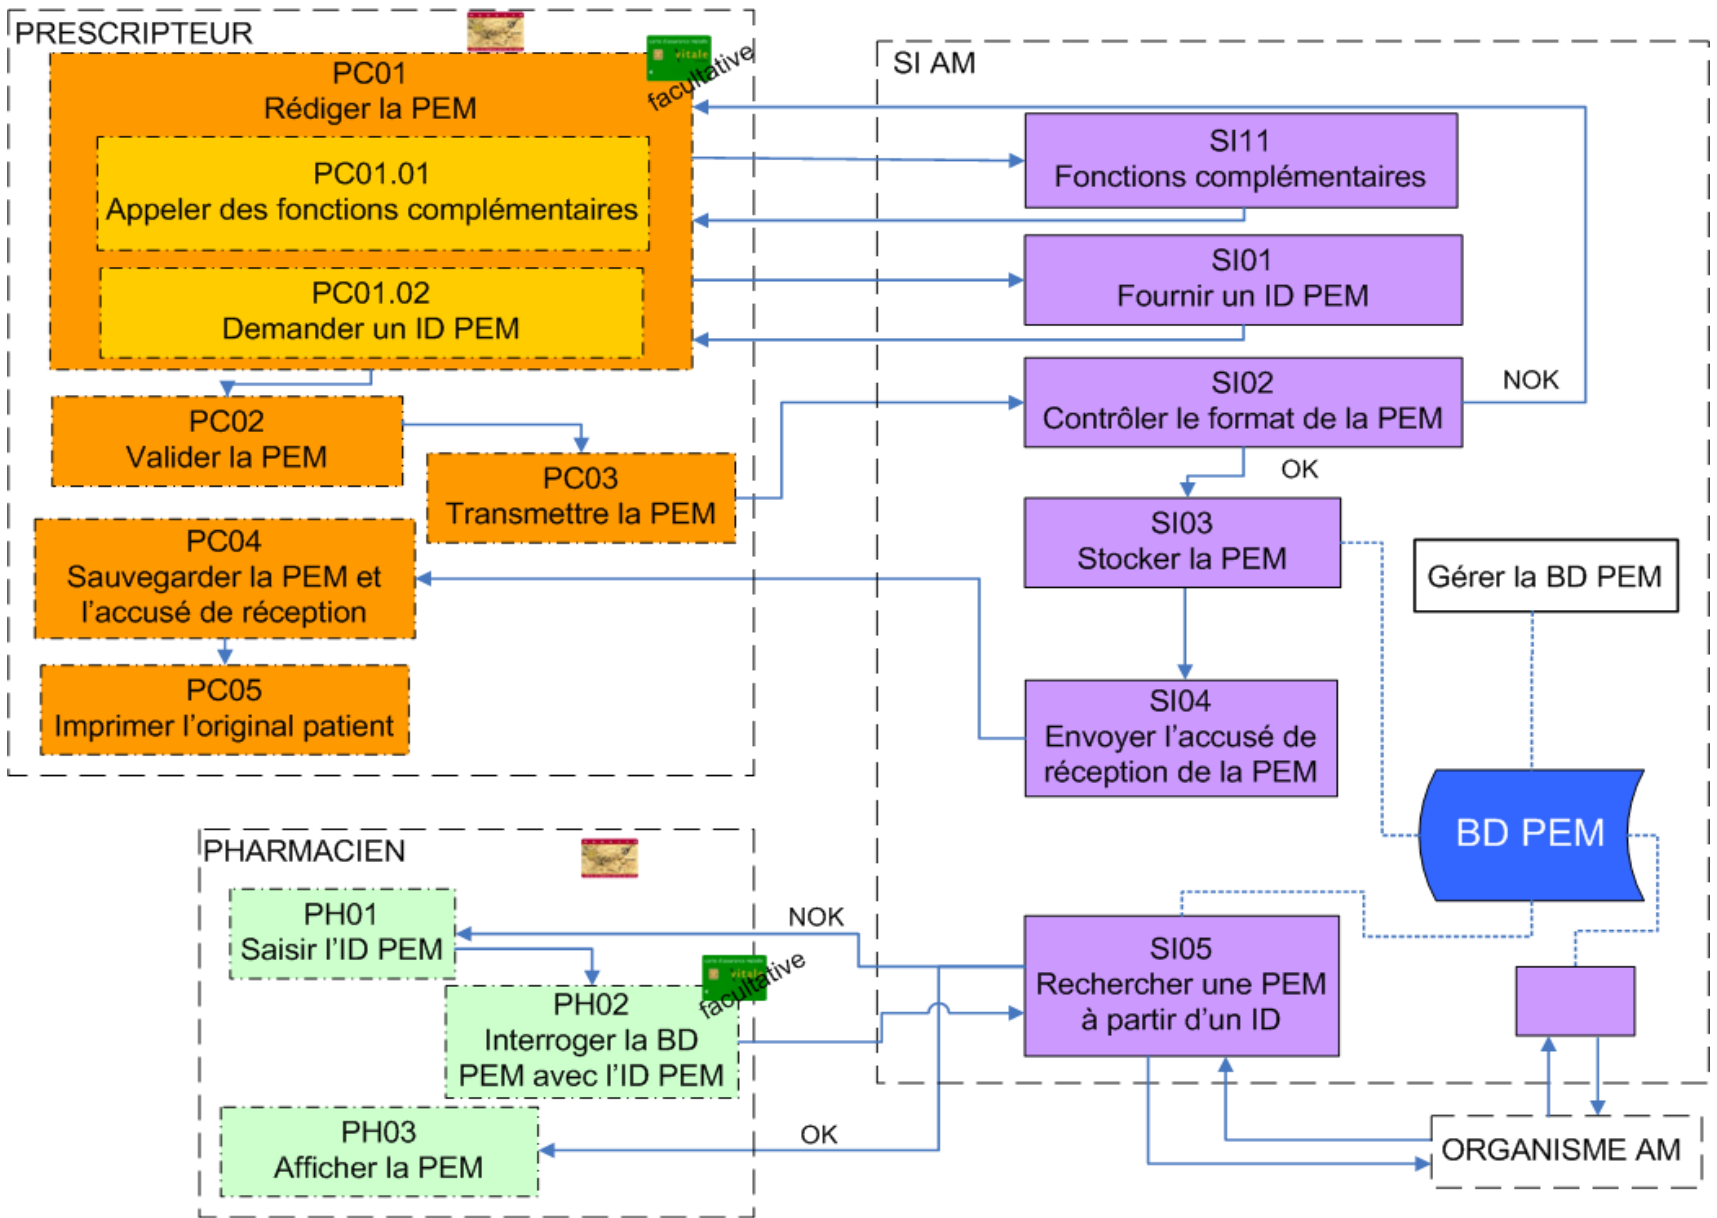 PRESCRIPTEUR
vitale
facultative
PC01
Rédiger la PEM
PC01.01
Appeler des fonctions complémentaires
PC01.02
Demander un ID PEM
PC02
Valider la PEM
PC03
Transmettre la PEM
PC04
Sauvegarder la PEM et
l’accusé de réception
PC05
Imprimer l’original patient
SI AM
SI11
Fonctions complémentaires
SI01
Fournir un ID PEM
SI02
Contrôler le format de la PEM
NOK
OK
SI03
Stocker la PEM
Gérer la BD PEM
SI04
Envoyer l’accusé de
réception de la PEM
BD PEM
SI05
Rechercher une PEM
à partir d’un ID
ORGANISME AM
PHARMACIEN
PH01
Saisir l’ID PEM
NOK
vitale
facultative
PH02
Interroger la BD
PEM avec l’ID PEM
PH03
Afficher la PEM
OK